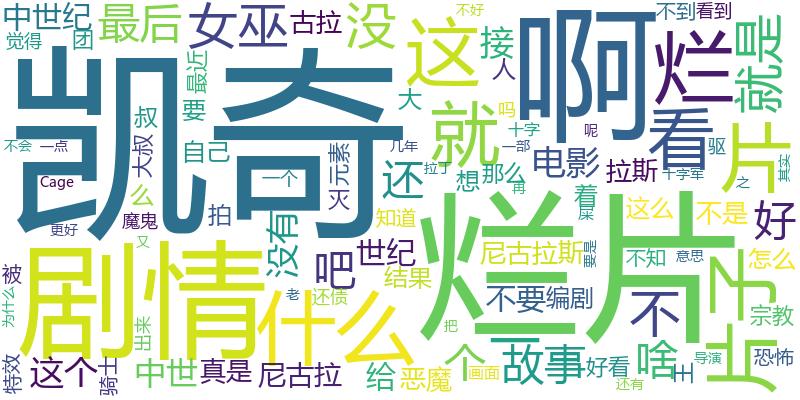 中世纪
最后
女巫
古拉
没
这
接
啊
不好
不到
看到
觉得
团
最近
要
叔
人
烂
就是
大
凯奇
就
吗
十字
呢
看
片
不会
一点
大叔
自己
火元素
几年
一部
电影
拉斯
驱
其实
Cage
么
一个
还
拉丁
想
那么
再
着
十字军
之
魔鬼
拍
更好
又
没有
知道
烂片
屎
这么
不是
好
剧情
吧
世纪
尼古拉斯
要是
不知
意思
怎么
被
什么
结果
不要
编剧
不
片子
宗教
为什么
出来
老
还债
把
特效
这个
骑士
中世
真是
尼古拉
给
恶魔
个
画面
故事
好看
还有
啥
王
导演
恐怖